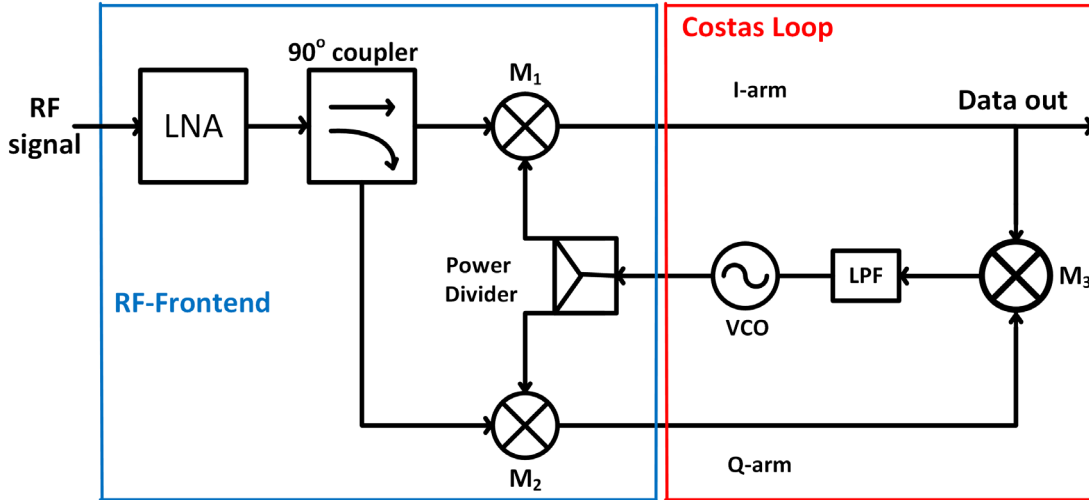 Costas Loop
90° coupler
M₁
I-arm
RF
signal
LNA
Data out
Power
Divider
LPF
M₃
RF-Frontend
VCO
M₂
Q-arm